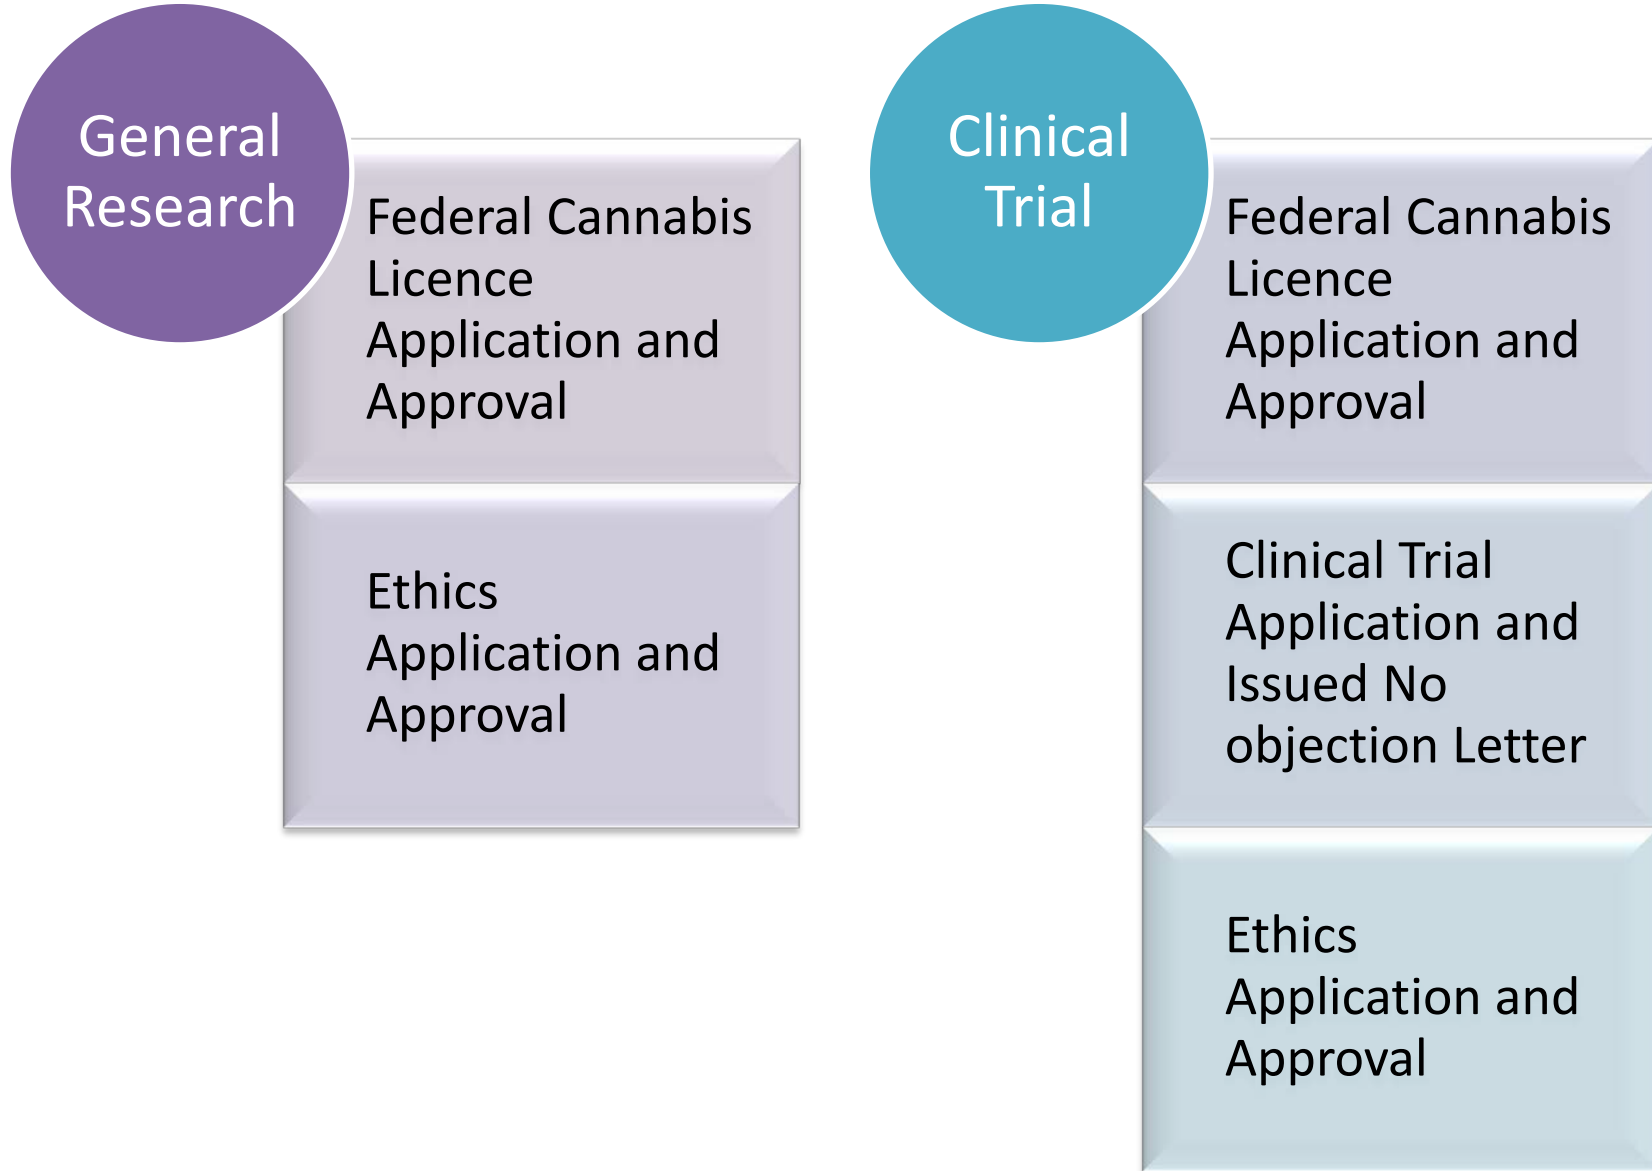 General
Research
Federal Cannabis
Licence
Application and
Approval
Ethics
Application and
Approval
Clinical
Trial
Federal Cannabis
Licence
Application and
Approval
Clinical Trial
Application and
Issued No
objection Letter
Ethics
Application and
Approval